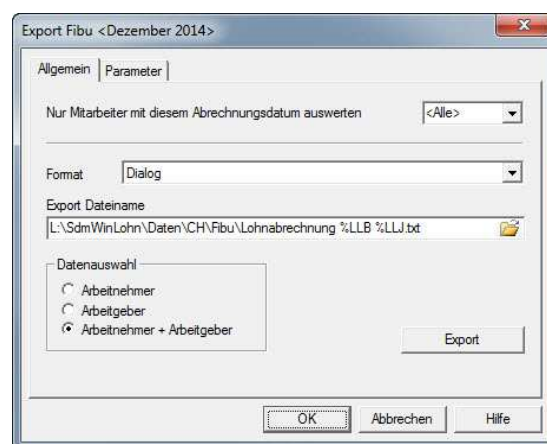 Export Fibu <Dezember 2014>
Allgemein Parameter
Nur Mitarbeiter mit diesem Abrechnungsdatum auswerten <Alle>
Format Dialog
Export Dateiname
L:\SdmWinLohn\Daten\CH\Fibu\Lohnabrechnung %LLB %LLJ.txt
Datenauswahl
Arbeitnehmer
Arbeitgeber
Arbeitnehmer + Arbeitgeber
Export
OK Abbrechen Hilfe